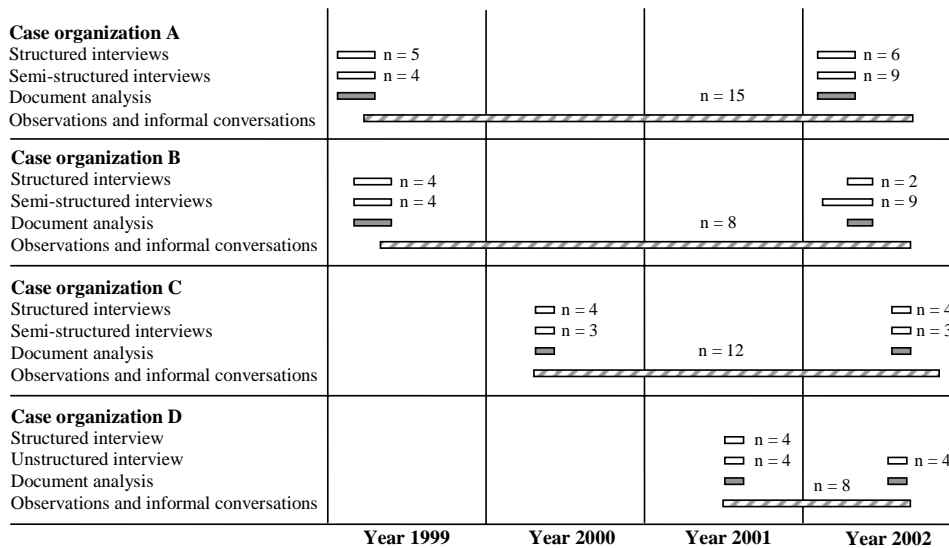 Case organization A
Structured interviews n = 5 n = 6
Semi-structured interviews n = 4 n = 9
Document analysis n = 15
Observations and informal conversations
Case organization B
Structured interviews n = 4 n = 2
Semi-structured interviews n = 4 n = 9
Document analysis n = 8
Observations and informal conversations
Case organization C
Structured interviews n = 4 n = 4
Semi-structured interviews n = 3 n = 3
Document analysis n = 12
Observations and informal conversations
Case organization D
Structured interview n = 4
Unstructured interview n = 4 n = 4
Document analysis n = 8
Observations and informal conversations
Year 1999 Year 2000 Year 2001 Year 2002